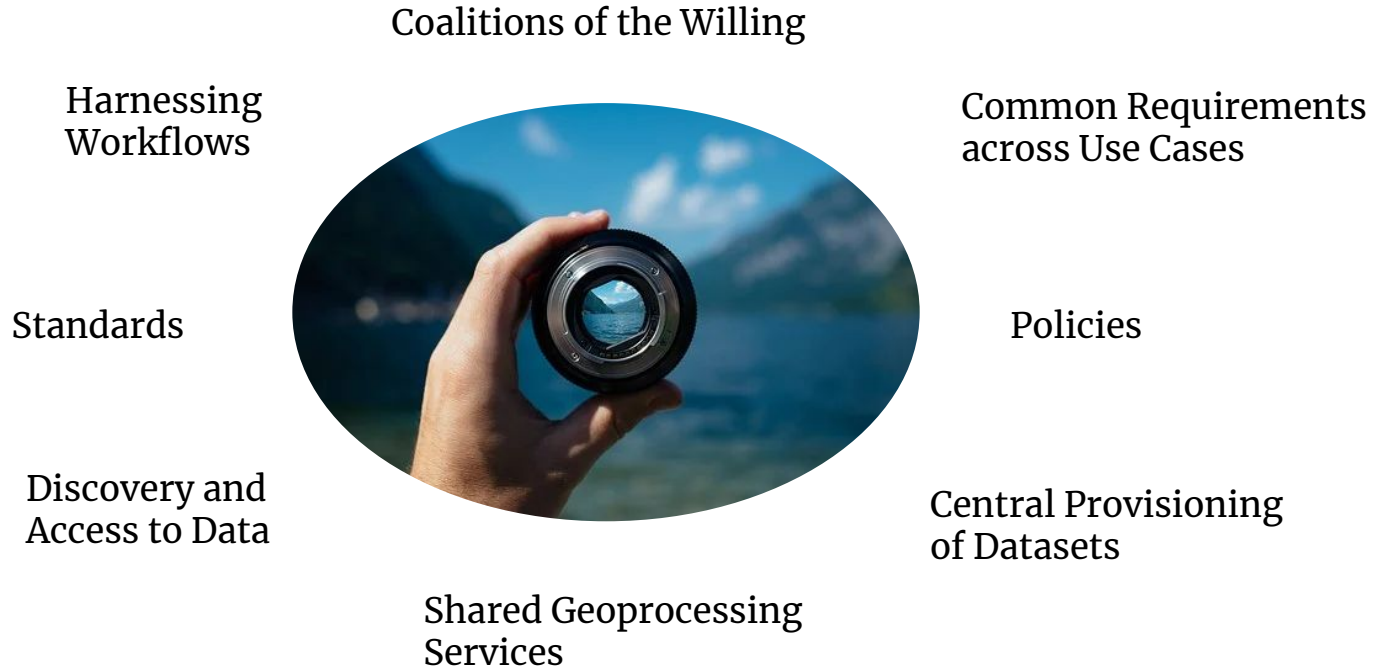 Coalitions of the Willing
Harnessing
Workflows
Common Requirements
across Use Cases
Standards
Policies
Discovery and
Access to Data
Central Provisioning
of Datasets
Shared Geoprocessing
Services